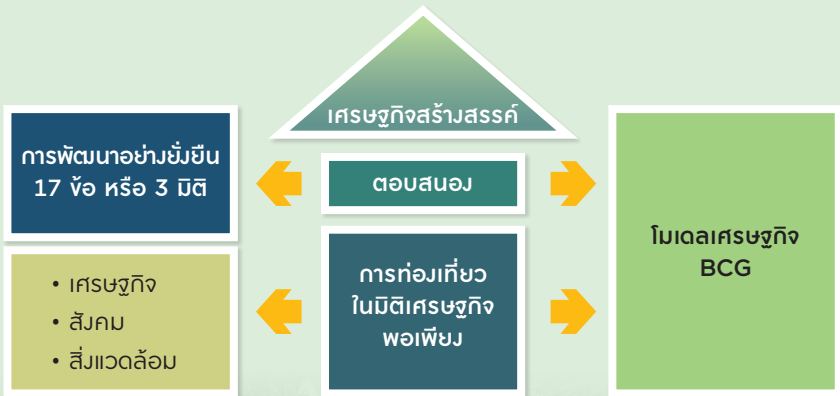 เศรษฐกิจสร้างสรรค์
การพัฒนาอย่างยั่งยืน
17 ข้อ หรือ 3 มิติ
ตอบสนอง
โมเดลเศรษฐกิจ
BCG
• เศรษฐกิจ
• สังคม
• สิ่งแวดล้อม
การท่องเที่ยว
ในมิติเศรษฐกิจ
พอเพียง